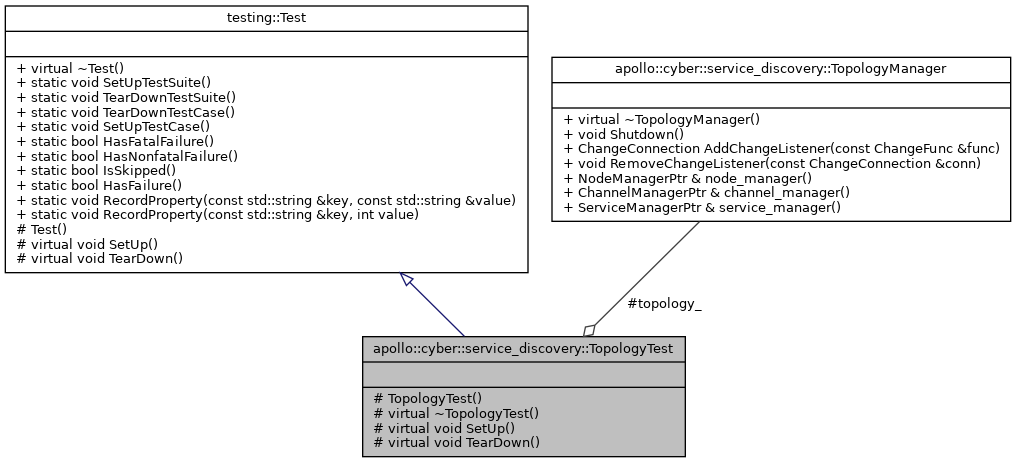 testing::Test
+ virtual ~Test()
+ static void SetUpTestSuite()
+ static void TearDownTestSuite()
+ static void TearDownTestCase()
+ static void SetUpTestCase()
+ static bool HasFatalFailure()
+ static bool HasNonfatalFailure()
+ static bool IsSkipped()
+ static bool HasFailure()
+ static void RecordProperty(const std::string &key, const std::string &value)
+ static void RecordProperty(const std::string &key, int value)
# Test()
# virtual void SetUp()
# virtual void TearDown()
apollo::cyber::service_discovery::TopologyManager
+ virtual ~TopologyManager()
+ void Shutdown()
+ ChangeConnection AddChangeListener(const ChangeFunc &func)
+ void RemoveChangeListener(const ChangeConnection &conn)
+ NodeManagerPtr & node_manager()
+ ChannelManagerPtr & channel_manager()
+ ServiceManagerPtr & service_manager()
#topology_
apollo::cyber::service_discovery::TopologyTest
# TopologyTest()
# virtual ~TopologyTest()
# virtual void SetUp()
# virtual void TearDown()